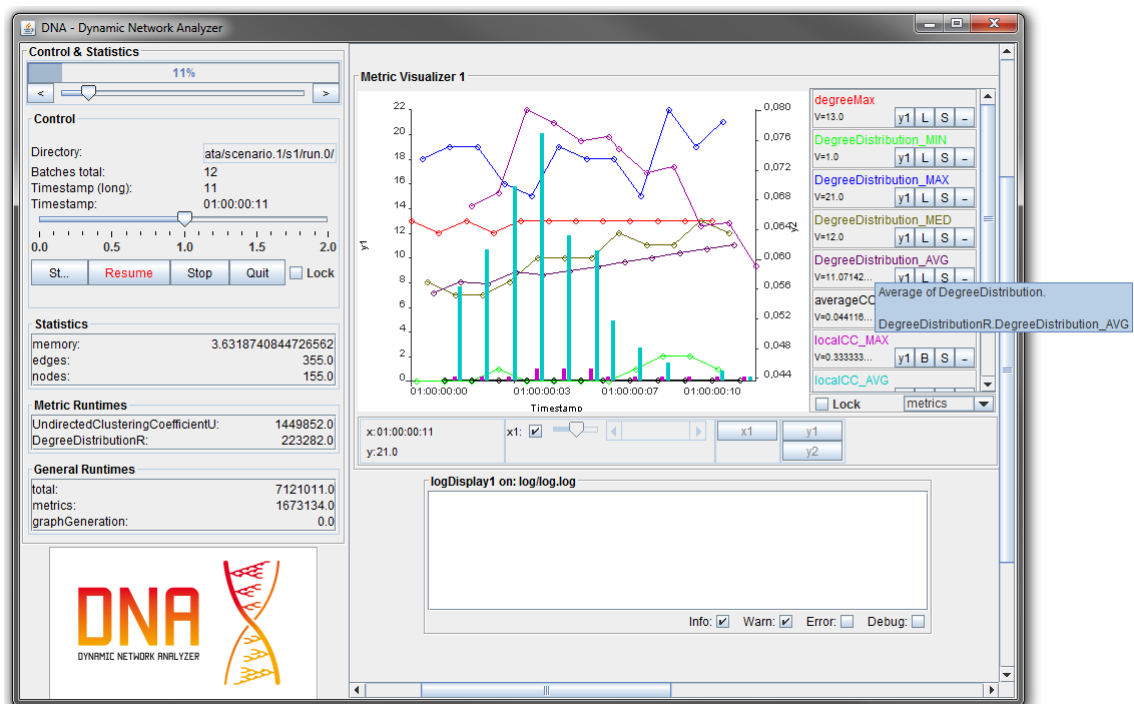 DNA - Dynamic Network Analyzer
Control & Statistics
11%
< >
Control
Directory: ata/scenario.1/s1/run.0/
Batches total: 12
Timestamp (long): 11
Timestamp: 01:00:00:11
0.0 0.5 1.0 1.5 2.0
St... Resume Stop Quit Lock
Statistics
memory: 3.6318740844726562
edges: 355.0
nodes: 155.0
Metric Runtimes
UndirectedClusteringCoefficientU: 1449852.0
DegreeDistributionR: 223282.0
General Runtimes
total: 7121011.0
metrics: 1673134.0
graphGeneration: 0.0
DNA
DYNAMIC NETWORK ANALYZER
Metric Visualizer 1
22
20
18
16
14
12
10
8
6
4
2
0
y1
0,080
0,076
0,072
0,068
0,064
0,060
0,056
0,052
0,048
0,044
y2
01:00:00:00 01:00:00:03 01:00:00:07 01:00:00:10
Timestamp
degreeMax
V=13.0 y1 L S -
DegreeDistribution_MIN
V=1.0 y1 L S -
DegreeDistribution_MAX
V=21.0 y1 L S -
DegreeDistribution_MED
V=12.0 y1 L S -
DegreeDistribution_AVG
V=11.07142... y1 L S -
averageCC
V=0.044116...
Average of DegreeDistribution.
DegreeDistributionR.DegreeDistribution_AVG
localCC_MAX
V=0.333333... y1 B S -
localCC_AVG
Lock metrics
x:01:00:00:11
y:21.0
x1: x1 y1
y2
logDisplay1 on: log/log.log
Info: Warn: Error: Debug: